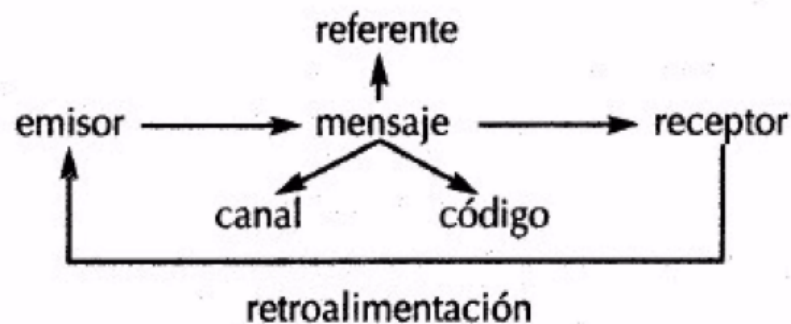 referente
emisor mensaje receptor
canal código
retroalimentación